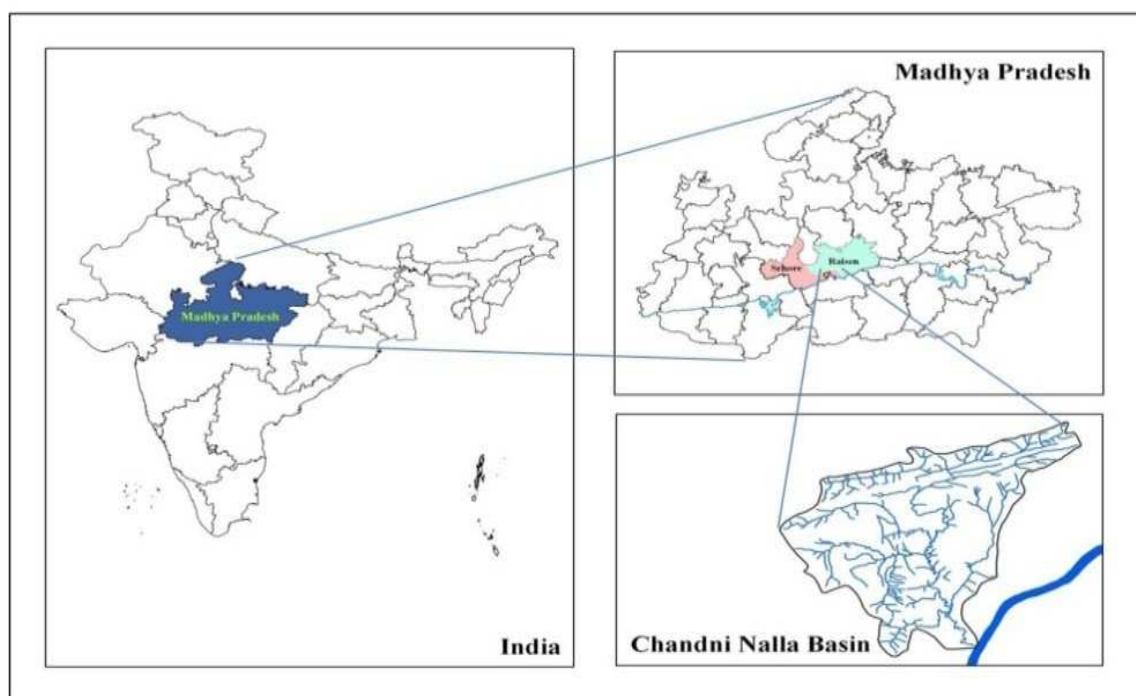 Madhya Pradesh
India
Madhya Pradesh
Sehore
Raisen
Chandni Nalla Basin